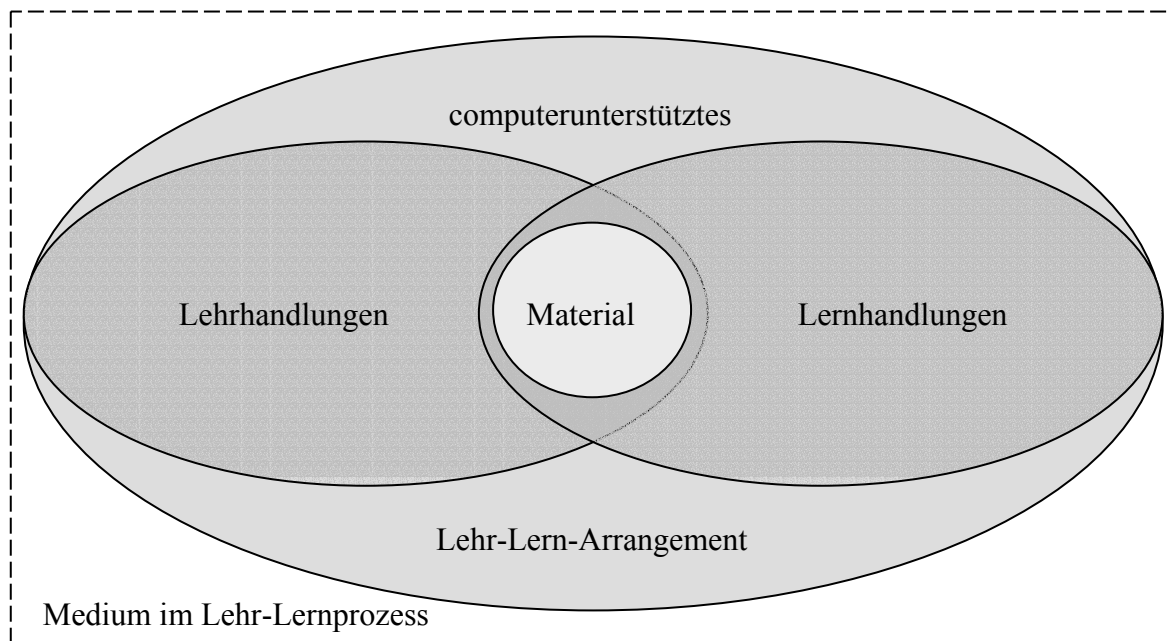 computerunterstütztes
Lehrhandlungen
Material
Lernhandlungen
Lehr-Lern-Arrangement
Medium im Lehr-Lernprozess